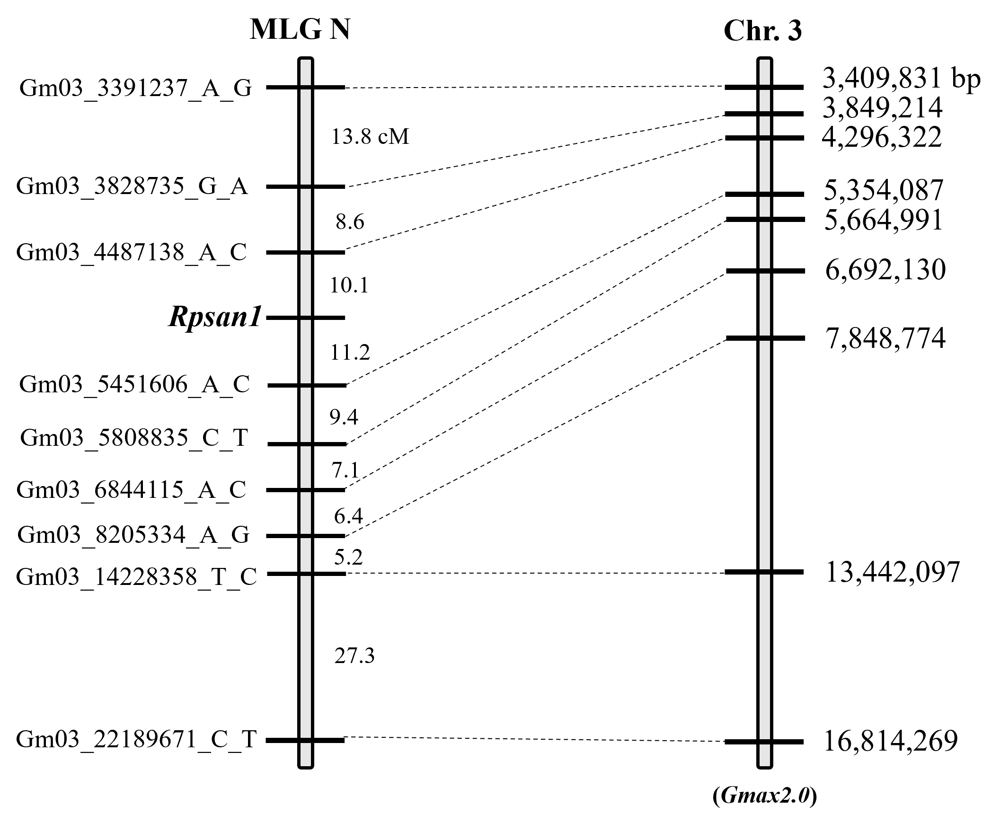 MLG N
Chr. 3
Gm03_3391237_A_G
3,409,831 bp
3,849,214
13.8 cM
4,296,322
Gm03_3828735_G_A
5,354,087
8.6
5,664,991
Gm03_4487138_A_C
6,692,130
10.1
Rpsan1
7,848,774
11.2
Gm03_5451606_A_C
9.4
Gm03_5808835_C_T
7.1
Gm03_6844115_A_C
6.4
Gm03_8205334_A_G
5.2
Gm03_14228358_T_C
13,442,097
27.3
Gm03_22189671_C_T
16,814,269
(Gmax2.0)